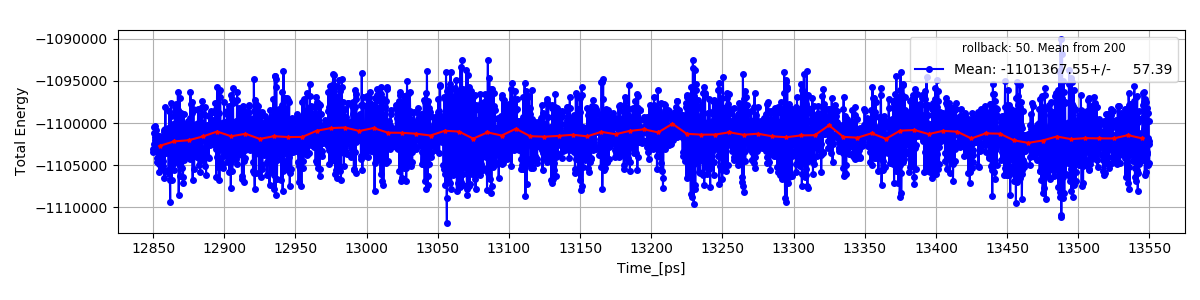 −1090000
−1095000
−1100000
−1105000
−1110000
Total Energy
rollback: 50. Mean from 200
Mean: -1101367.55+/- 57.39
12850 12900 12950 13000 13050 13100 13150 13200 13250 13300 13350 13400 13450 13500 13550
Time_[ps]